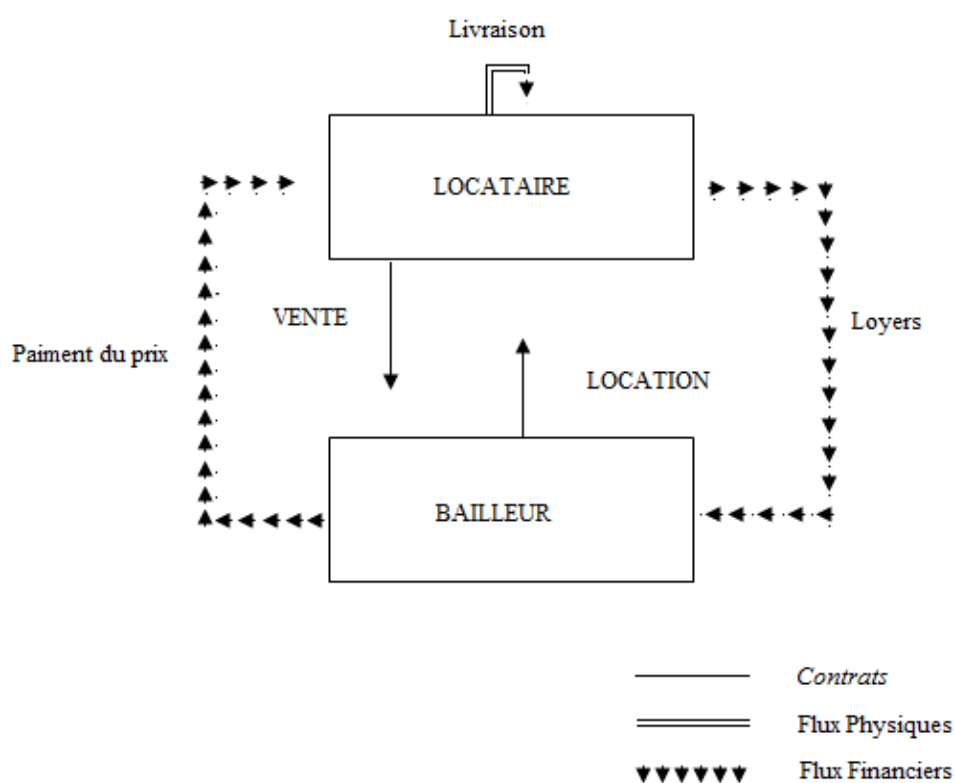 Livraison
LOCATAIRE
VENTE
Paiment du prix
Loyers
LOCATION
BAILLEUR
Contrats
Flux Physiques
Flux Financiers